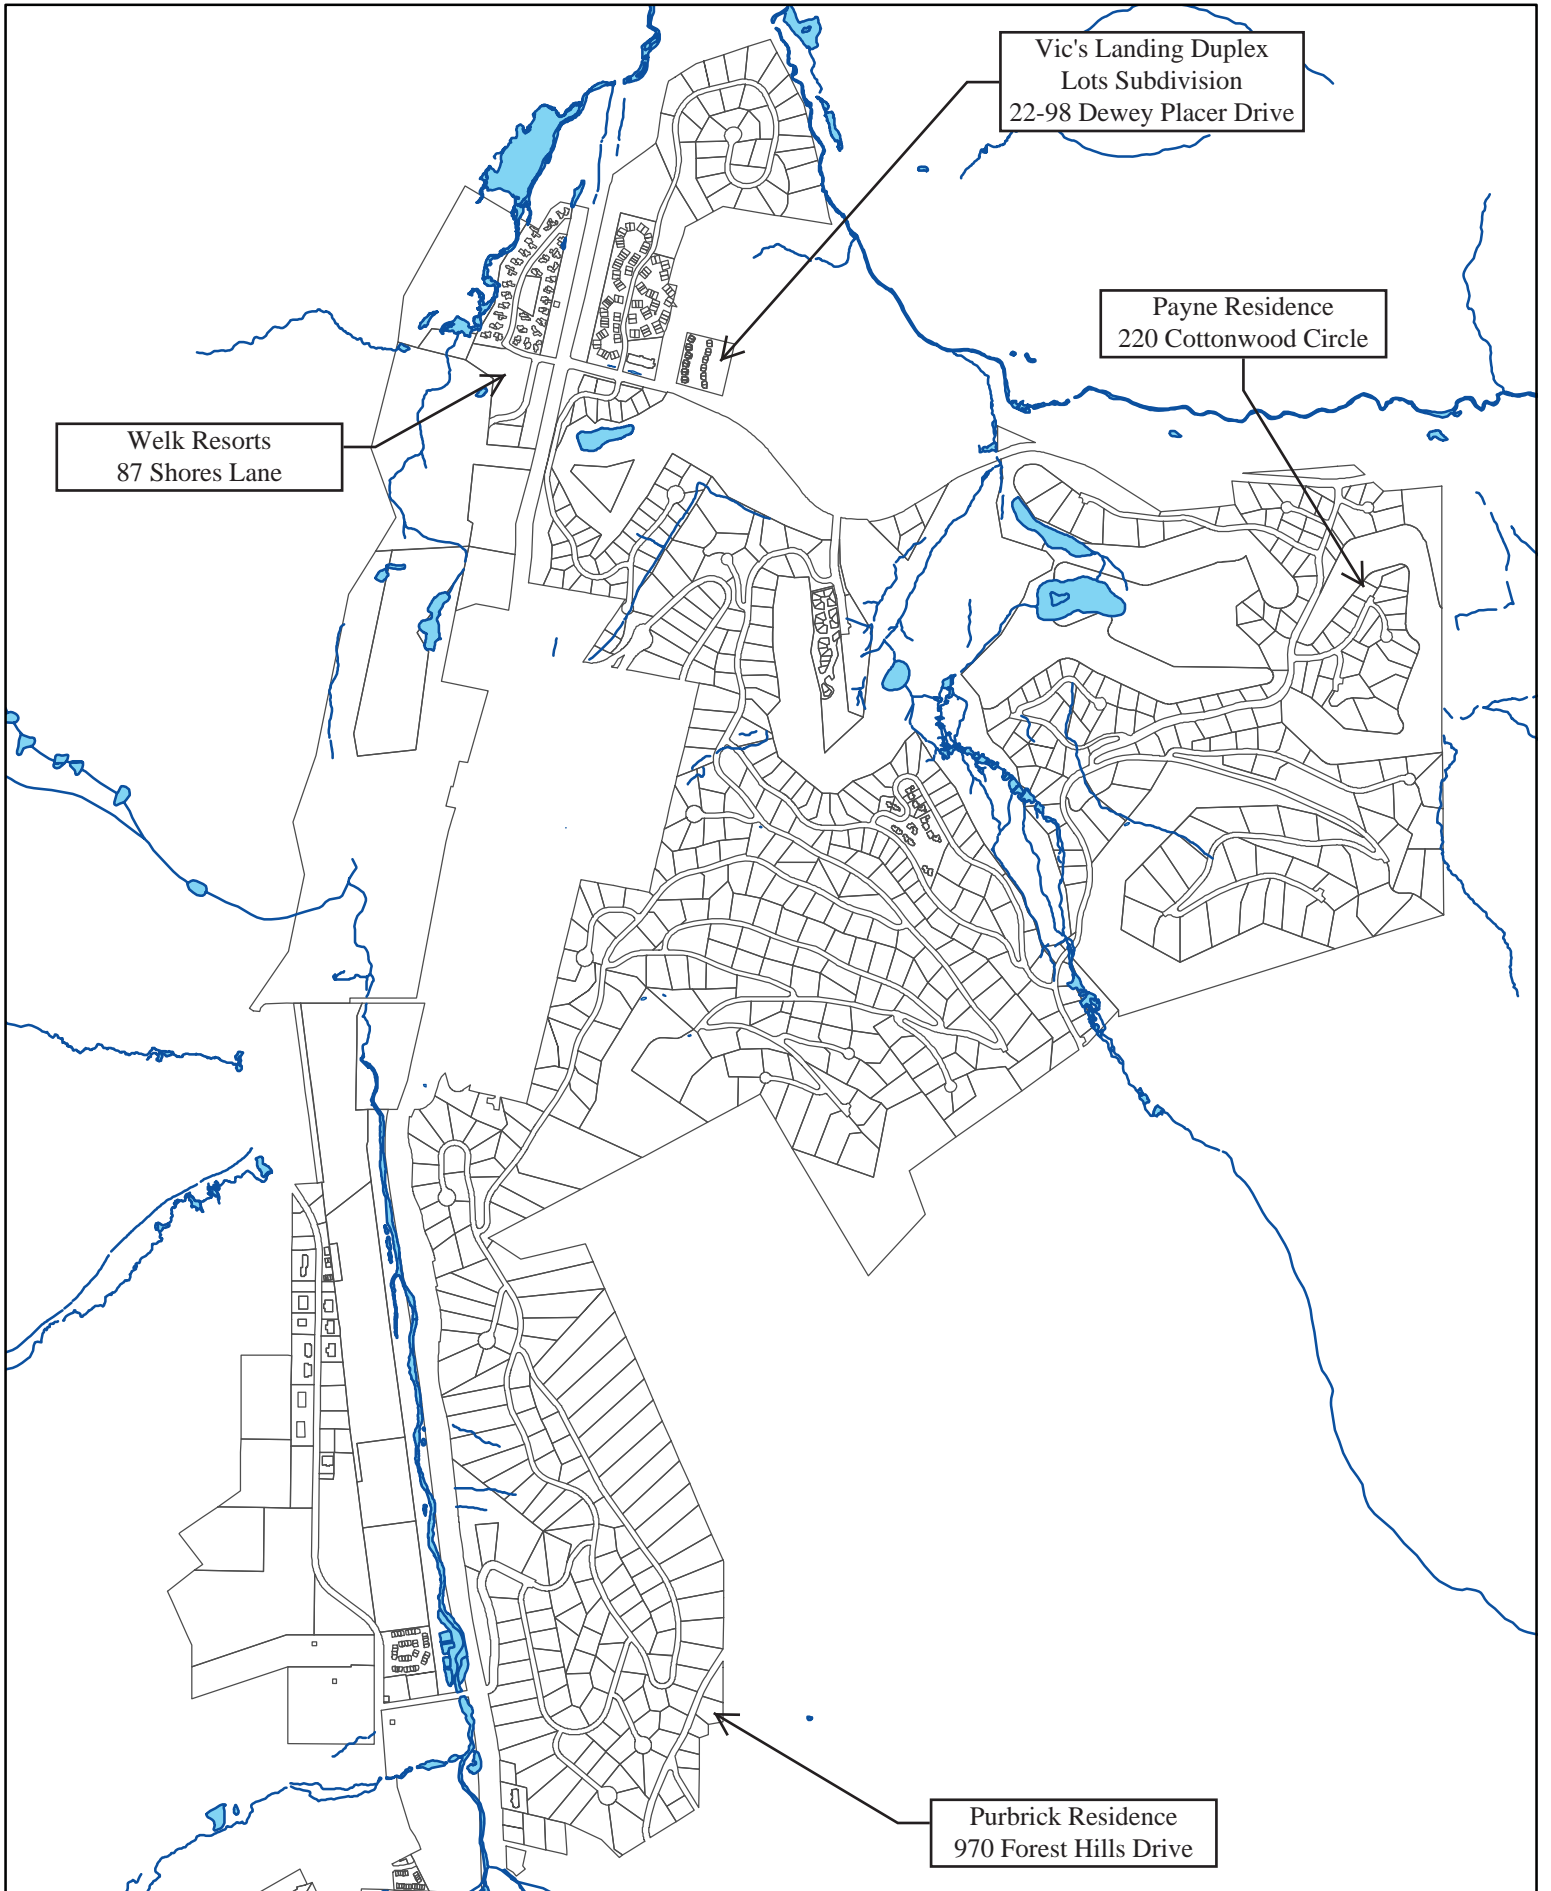 Vic's Landing Duplex
Lots Subdivision
22-98 Dewey Placer Drive
Payne Residence
220 Cottonwood Circle
Welk Resorts
87 Shores Lane
Purbrick Residence
970 Forest Hills Drive